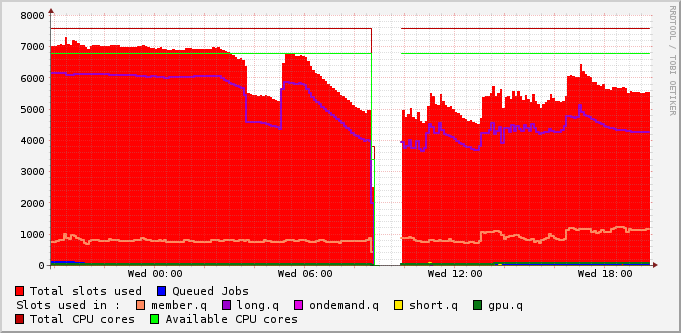 8000
7000
6000
5000
4000
3000
2000
1000
0
Wed 00:00 Wed 06:00 Wed 12:00 Wed 18:00
RRDTOOL / TOBI OETIKER
Total slots used Queued Jobs
Slots used in : member.q long.q ondemand.q short.q gpu.q
Total CPU cores Available CPU cores